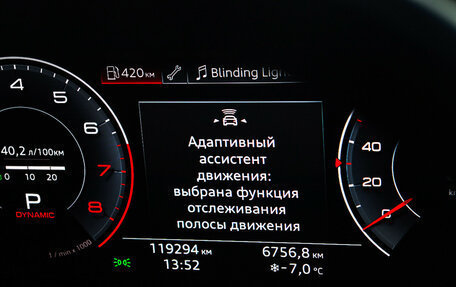 420 км
Blinding Ligh
4
5
6
7
8
40,2 л/100км
0 10 20
P
DYNAMIC
1/min x 1000
Адаптивный
ассистент
движения:
выбрана функция
отслеживания
полосы движения
40
20
0
119294 км
6756,8 км
13:52
-7,0 °C